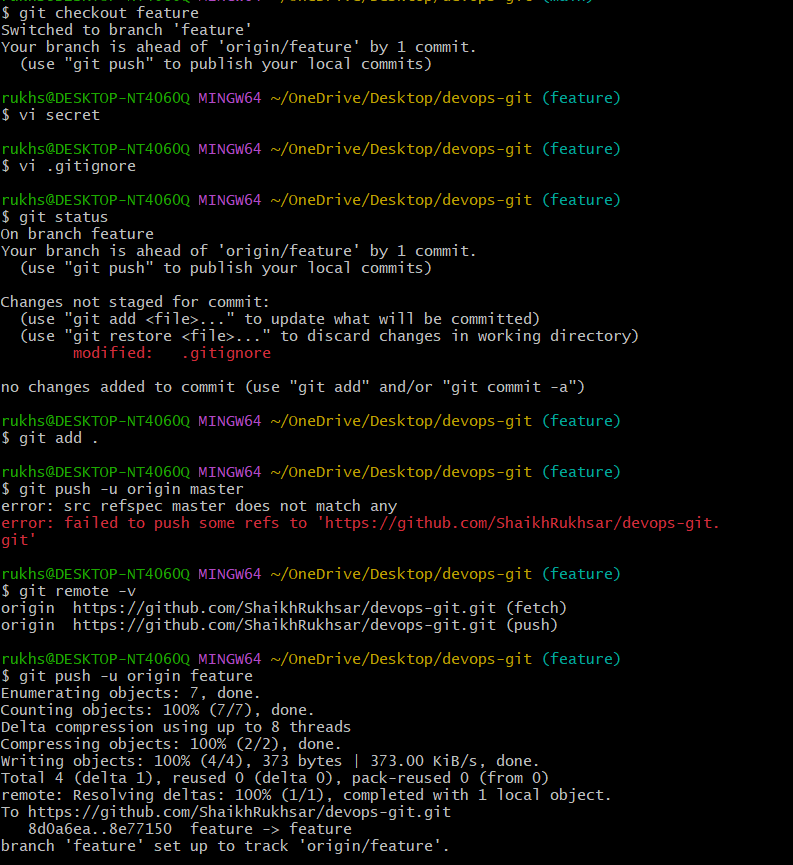 $ git checkout feature
Switched to branch 'feature'
Your branch is ahead of 'origin/feature' by 1 commit.
  (use "git push" to publish your local commits)

rukhs@DESKTOP-NT4060Q MINGW64 ~/OneDrive/Desktop/devops-git (feature)
$ vi secret

rukhs@DESKTOP-NT4060Q MINGW64 ~/OneDrive/Desktop/devops-git (feature)
$ vi .gitignore

rukhs@DESKTOP-NT4060Q MINGW64 ~/OneDrive/Desktop/devops-git (feature)
$ git status
On branch feature
Your branch is ahead of 'origin/feature' by 1 commit.
  (use "git push" to publish your local commits)

Changes not staged for commit:
  (use "git add <file>..." to update what will be committed)
  (use "git restore <file>..." to discard changes in working directory)
        modified:   .gitignore

no changes added to commit (use "git add" and/or "git commit -a")

rukhs@DESKTOP-NT4060Q MINGW64 ~/OneDrive/Desktop/devops-git (feature)
$ git add .

rukhs@DESKTOP-NT4060Q MINGW64 ~/OneDrive/Desktop/devops-git (feature)
$ git push -u origin master
error: src refspec master does not match any
error: failed to push some refs to 'https://github.com/ShaikhRukhsar/devops-git.
git'

rukhs@DESKTOP-NT4060Q MINGW64 ~/OneDrive/Desktop/devops-git (feature)
$ git remote -v
origin  https://github.com/ShaikhRukhsar/devops-git.git (fetch)
origin  https://github.com/ShaikhRukhsar/devops-git.git (push)

rukhs@DESKTOP-NT4060Q MINGW64 ~/OneDrive/Desktop/devops-git (feature)
$ git push -u origin feature
Enumerating objects: 7, done.
Counting objects: 100% (7/7), done.
Delta compression using up to 8 threads
Compressing objects: 100% (2/2), done.
Writing objects: 100% (4/4), 373 bytes | 373.00 KiB/s, done.
Total 4 (delta 1), reused 0 (delta 0), pack-reused 0 (from 0)
remote: Resolving deltas: 100% (1/1), completed with 1 local object.
To https://github.com/ShaikhRukhsar/devops-git.git
   8d0a6ea..8e77150  feature -> feature
branch 'feature' set up to track 'origin/feature'.